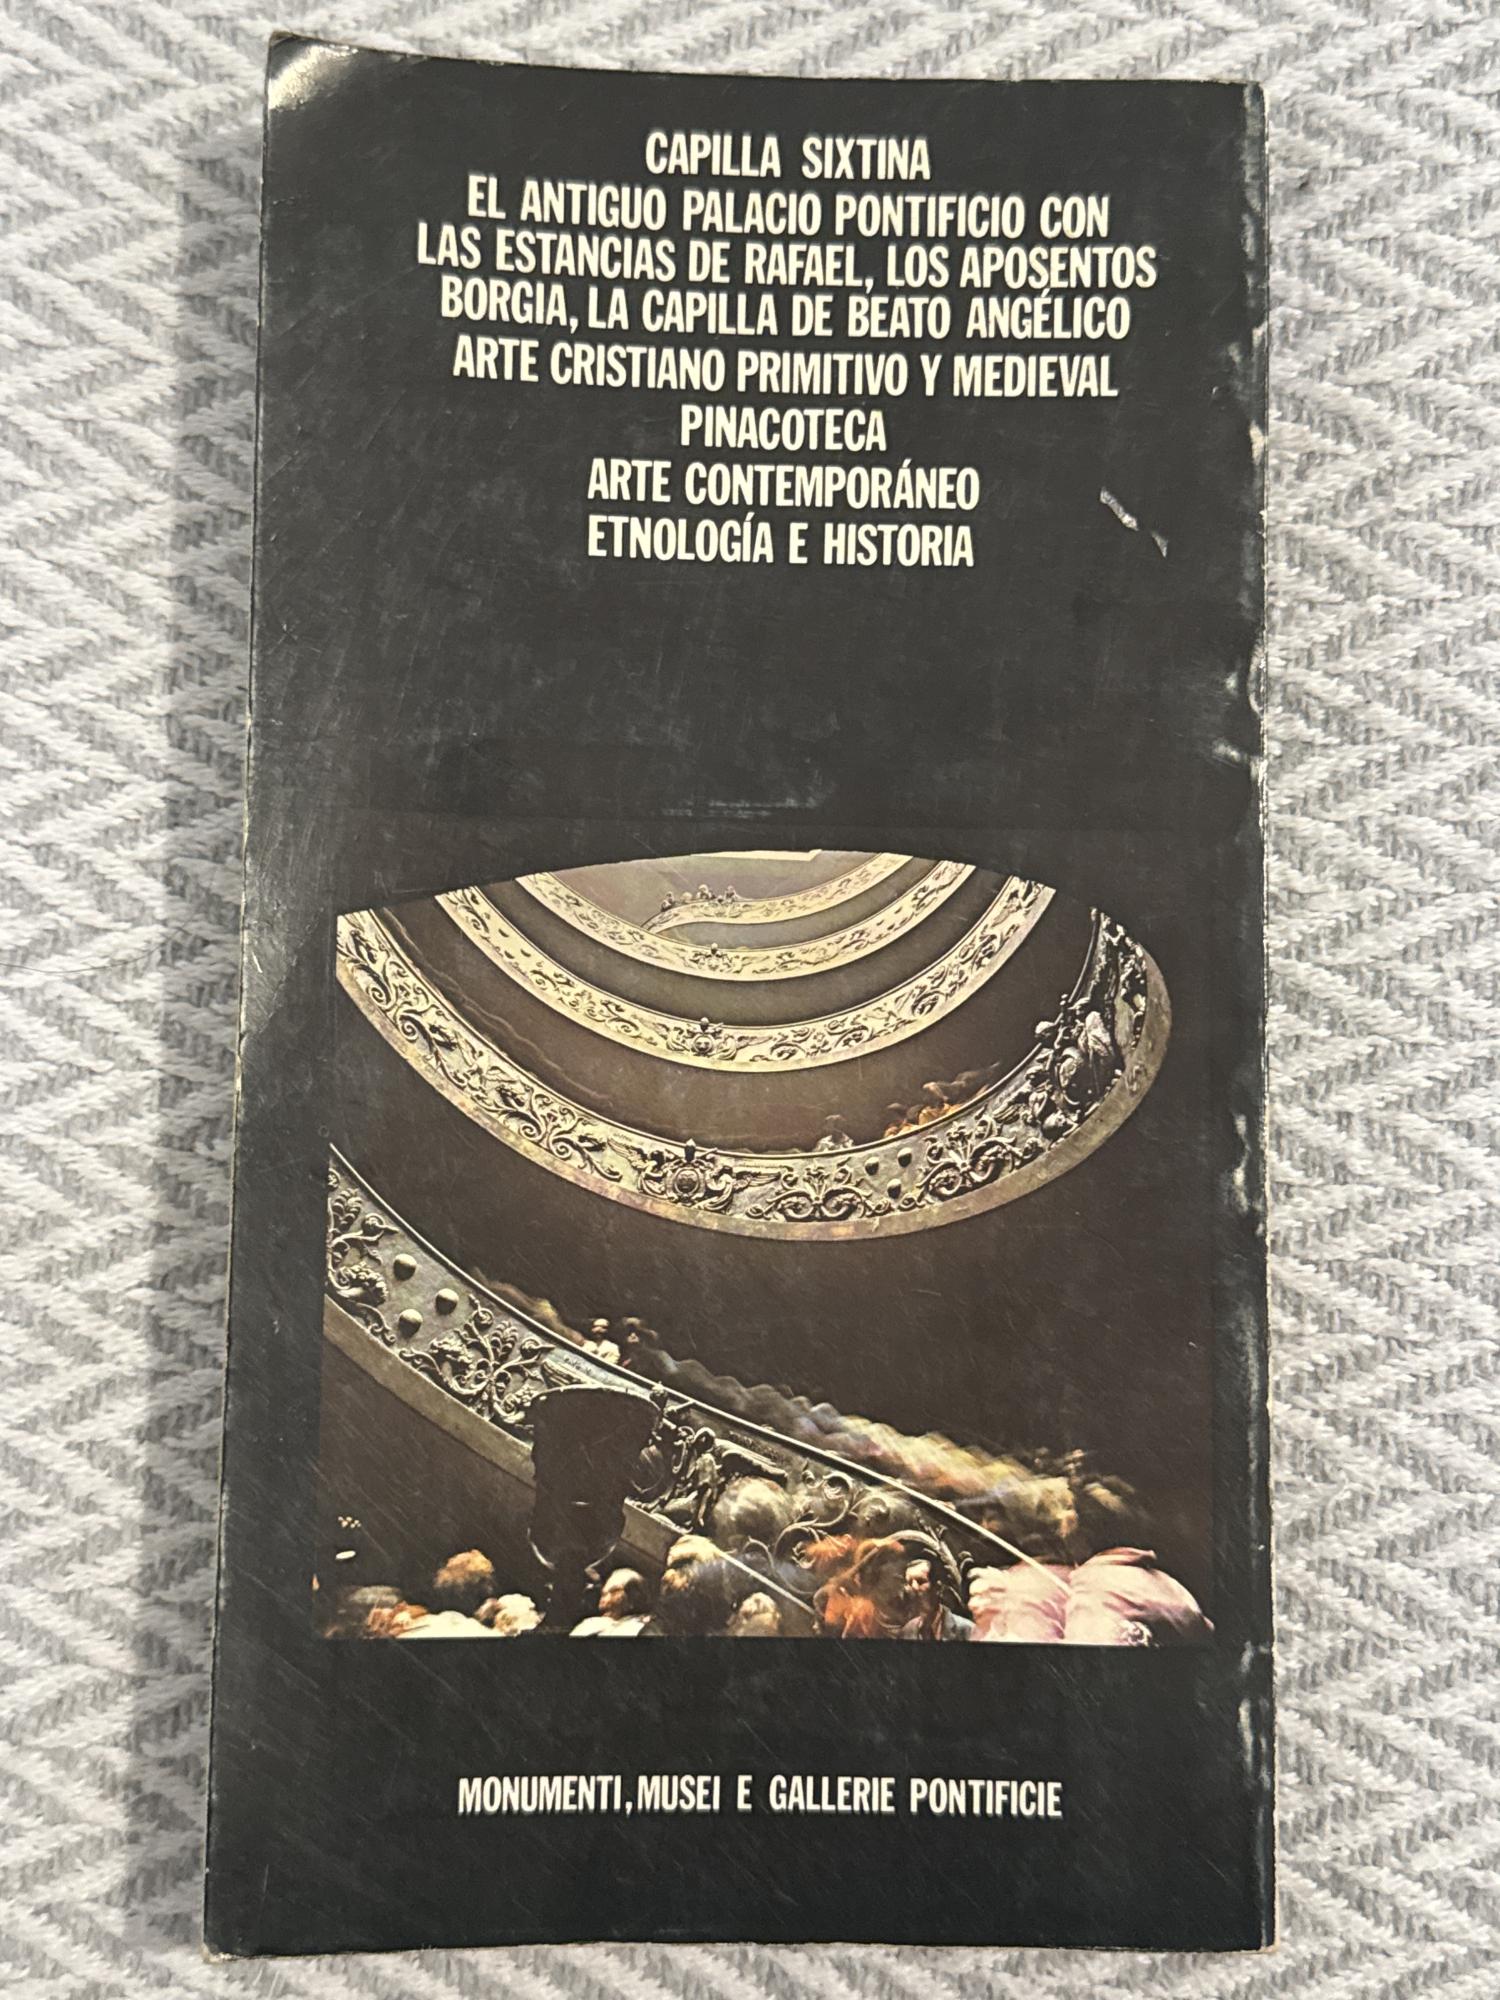 CAPILLA SIXTINA
EL ANTIGUO PALACIO PONTIFICIO CON
LAS ESTANCIAS DE RAFAEL, LOS APOSENTOS
BORGIA, LA CAPILLA DE BEATO ANGÉLICO
ARTE CRISTIANO PRIMITIVO Y MEDIEVAL
PINACOTECA
ARTE CONTEMPORÁNEO
ETNOLOGÍA E HISTORIA
MONUMENTI, MUSEI E GALLERIE PONTIFICIE